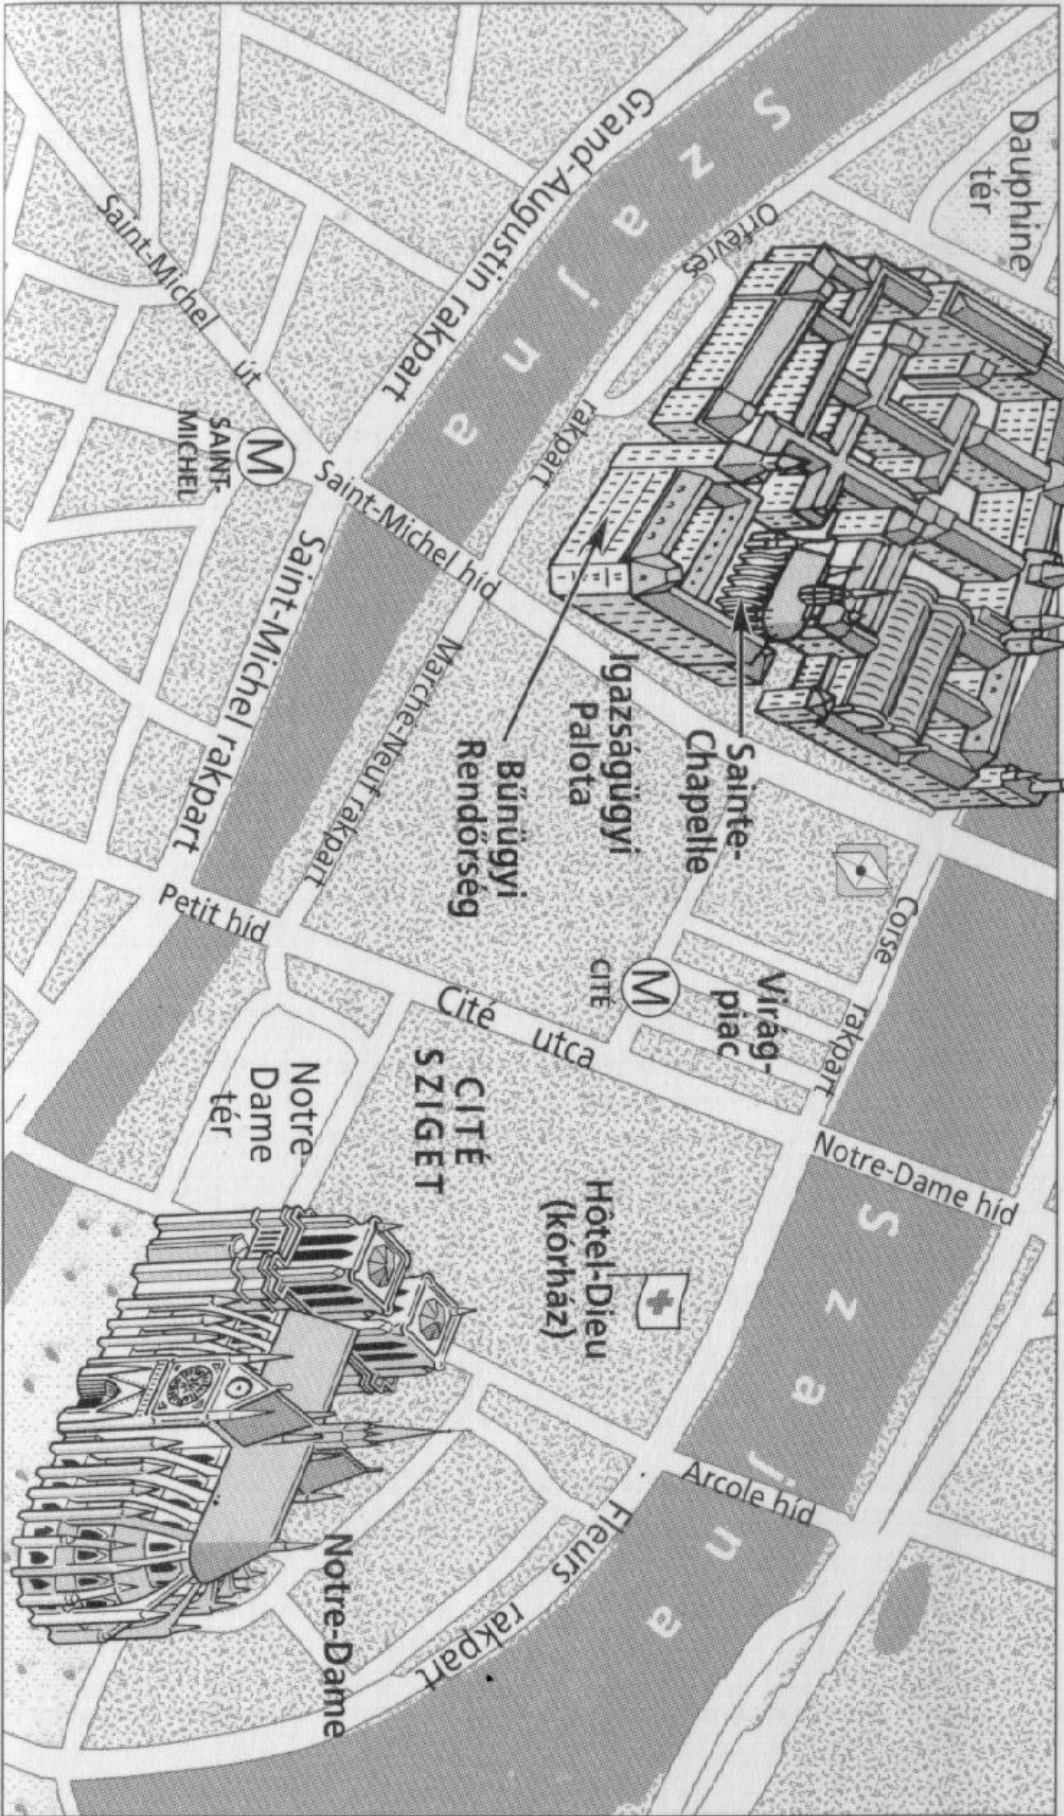 Dauphine
tér
Orfèvres
rakpart
Szajna
Grand-Augustin rakpart
Saint-Michel út
M
SAINT-
MICHEL
Saint-Michel híd
Saint-Michel rakpart
Marché-Neuf rakpart
Sainte-
Chapelle
Igazságügyi
Palota
Bűnügyi
Rendőrség
Corse rakpart
Virág-
piac
M
CITÉ
Petit híd
Cité utca
CITÉ
SZIGET
Notre-
Dame
tér
Notre-Dame híd
Hôtel-Dieu
(kórház)
Szajna
Arcole híd
Fleurs rakpart
Notre-Dame